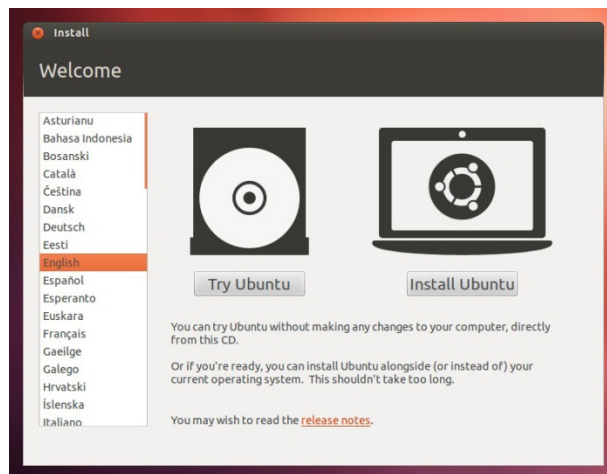 Install
Welcome
Asturianu
Bahasa Indonesia
Bosanski
Català
Čeština
Dansk
Deutsch
Eesti
English
Español
Esperanto
Euskara
Français
Gaeilge
Galego
Hrvatski
Íslenska
Italiano
Try Ubuntu
Install Ubuntu
You can try Ubuntu without making any changes to your computer, directly
from this CD.
Or if you're ready, you can install Ubuntu alongside (or instead of) your
current operating system. This shouldn't take too long.
You may wish to read the release notes.